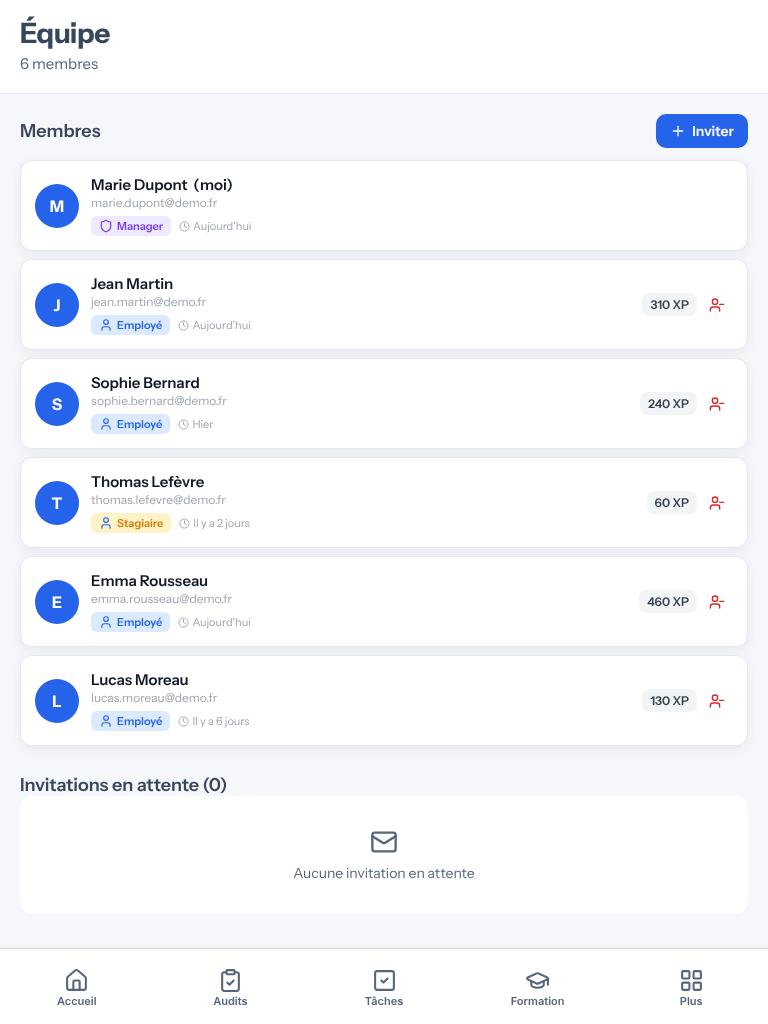 Équipe
6 membres
Membres
Inviter
M
Marie Dupont (moi)
marie.dupont@demo.fr
Manager Aujourd'hui
J
Jean Martin
jean.martin@demo.fr
Employé Aujourd'hui
310 XP
S
Sophie Bernard
sophie.bernard@demo.fr
Employé Hier
240 XP
T
Thomas Lefèvre
thomas.lefevre@demo.fr
Stagiaire Il y a 2 jours
60 XP
E
Emma Rousseau
emma.rousseau@demo.fr
Employé Aujourd'hui
460 XP
L
Lucas Moreau
lucas.moreau@demo.fr
Employé Il y a 6 jours
130 XP
Invitations en attente (0)
Aucune invitation en attente
Accueil Audits Tâches Formation Plus